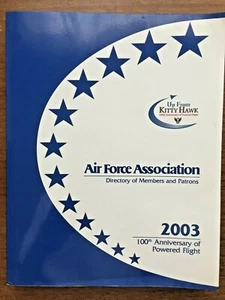 Up From
KITTY HAWK
Air Force Association
Directory of Members and Patrons
2003
100th Anniversary of
Powered Flight